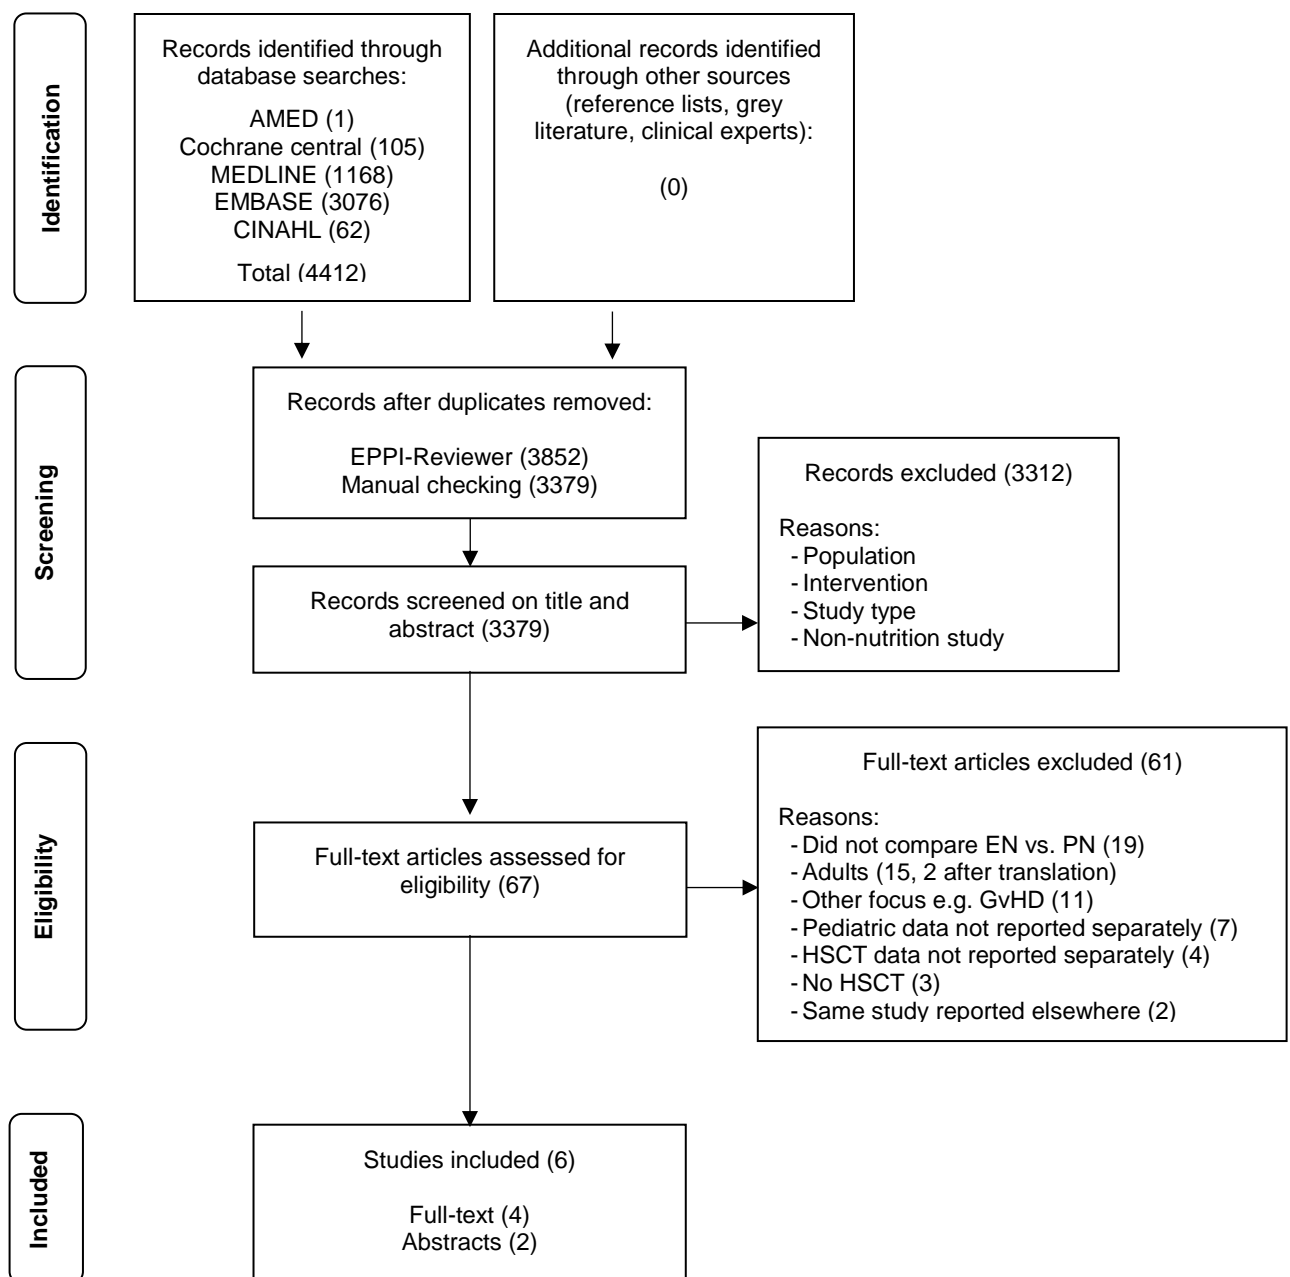 Identification
Records identified through
database searches:
AMED (1)
Cochrane central (105)
MEDLINE (1168)
EMBASE (3076)
CINAHL (62)
Total (4412)
Additional records identified
through other sources
(reference lists, grey
literature, clinical experts):
(0)
Screening
Records after duplicates removed:
EPPI-Reviewer (3852)
Manual checking (3379)
Records screened on title and
abstract (3379)
Records excluded (3312)
Reasons:
- Population
- Intervention
- Study type
- Non-nutrition study
Eligibility
Full-text articles assessed for
eligibility (67)
Full-text articles excluded (61)
Reasons:
- Did not compare EN vs. PN (19)
- Adults (15, 2 after translation)
- Other focus e.g. GvHD (11)
- Pediatric data not reported separately (7)
- HSCT data not reported separately (4)
- No HSCT (3)
- Same study reported elsewhere (2)
Included
Studies included (6)
Full-text (4)
Abstracts (2)